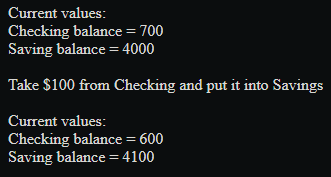 Current values:
Checking balance = 700
Saving balance = 4000
Take $100 from Checking and put it into Savings
Current values:
Checking balance = 600
Saving balance = 4100